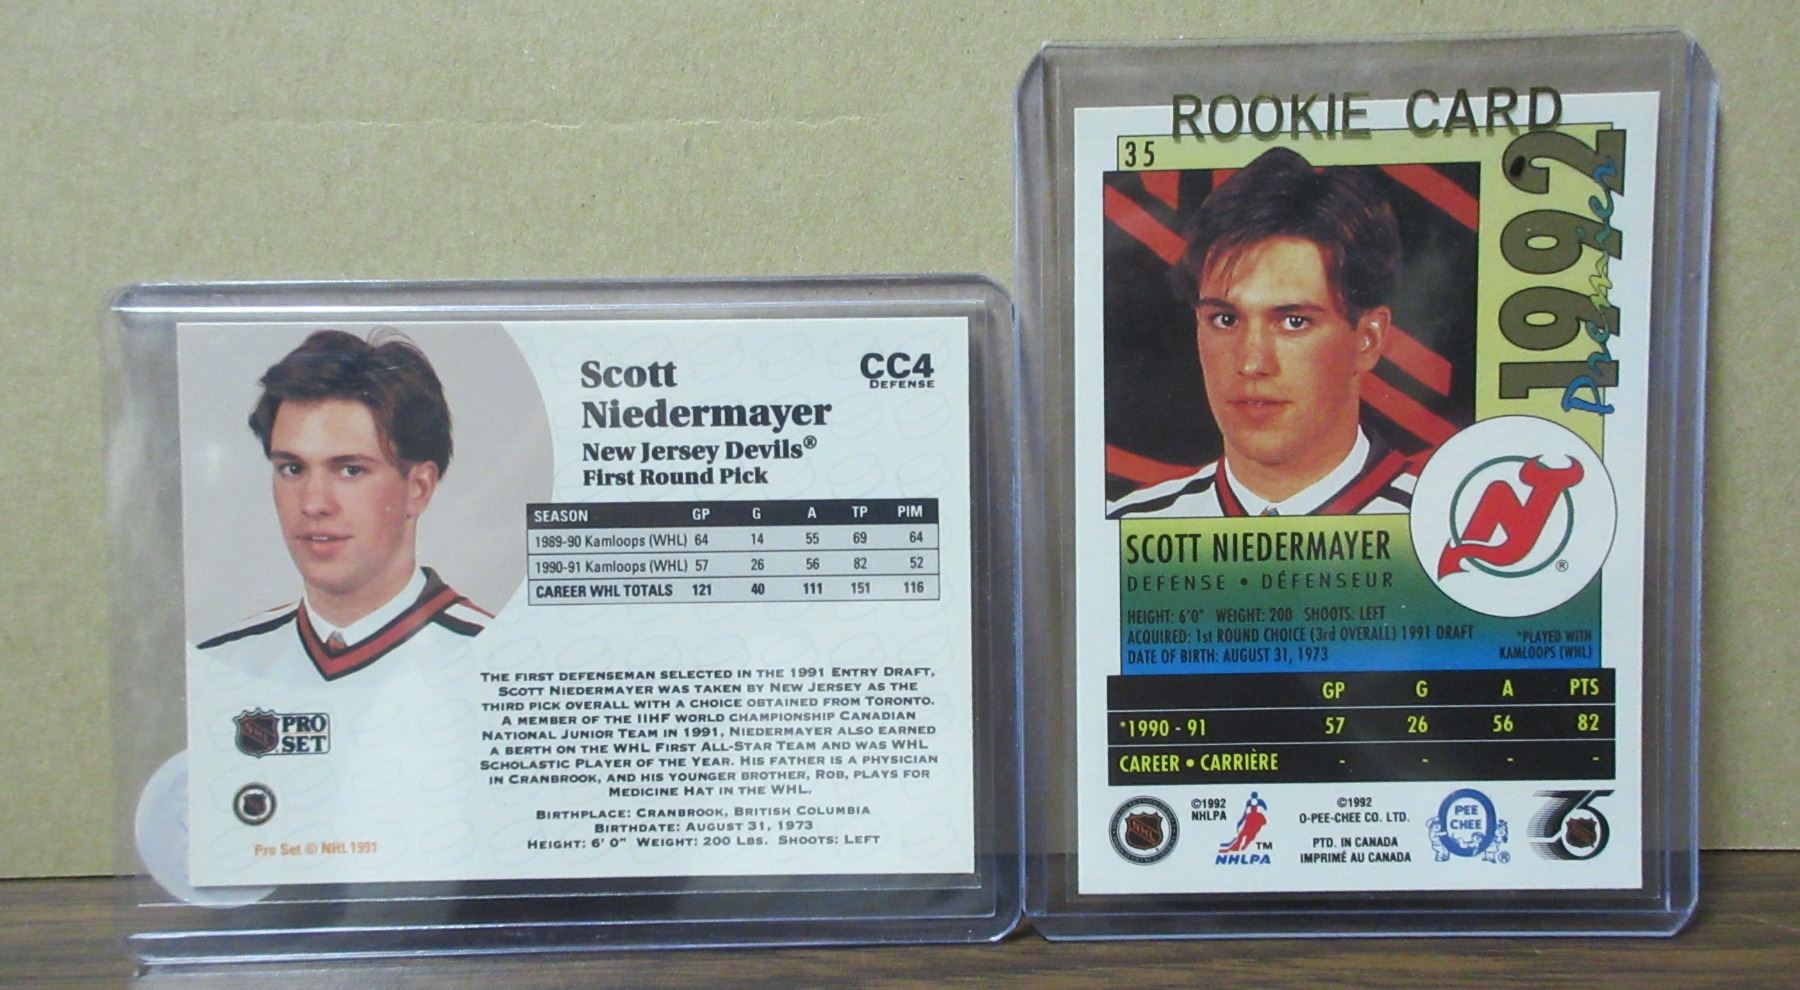 Scott
Niedermayer
New Jersey Devils®
First Round Pick
CC4
DEFENSE
SEASON GP G A TP PIM
1989-90 Kamloops (WHL) 64 14 55 69 64
1990-91 Kamloops (WHL) 57 26 56 82 52
CAREER WHL TOTALS 121 40 111 151 116
THE FIRST DEFENSEMAN SELECTED IN THE 1991 ENTRY DRAFT,
SCOTT NIEDERMAYER WAS TAKEN BY NEW JERSEY AS THE
THIRD PICK OVERALL WITH A CHOICE OBTAINED FROM TORONTO.
A MEMBER OF THE IIHF WORLD CHAMPIONSHIP CANADIAN
NATIONAL JUNIOR TEAM IN 1991, NIEDERMAYER ALSO EARNED
A BERTH ON THE WHL FIRST ALL-STAR TEAM AND WAS WHL
SCHOLASTIC PLAYER OF THE YEAR. HIS FATHER IS A PHYSICIAN
IN CRANBROOK, AND HIS YOUNGER BROTHER, ROB, PLAYS FOR
MEDICINE HAT IN THE WHL.
BIRTHPLACE: CRANBROOK, BRITISH COLUMBIA
BIRTHDATE: AUGUST 31, 1973
HEIGHT: 6' 0" WEIGHT: 200 LBS. SHOOTS: LEFT
NHL PRO
SET
Pro Set © NHL 1991
ROOKIE CARD
35
1992
Premier
NJ
®
SCOTT NIEDERMAYER
DEFENSE • DÉFENSEUR
HEIGHT: 6'0" WEIGHT: 200 SHOOTS: LEFT
ACQUIRED: 1st ROUND CHOICE (3rd OVERALL) 1991 DRAFT
DATE OF BIRTH: AUGUST 31, 1973
*PLAYED WITH
KAMLOOPS (WHL)
GP G A PTS
*1990 - 91 57 26 56 82
CAREER • CARRIÈRE - - - -
©1992
NHLPA
TM
NHLPA
©1992
O-PEE-CHEE CO. LTD.
PTD. IN CANADA
IMPRIMÉ AU CANADA
O
PEE
CHEE
®
75